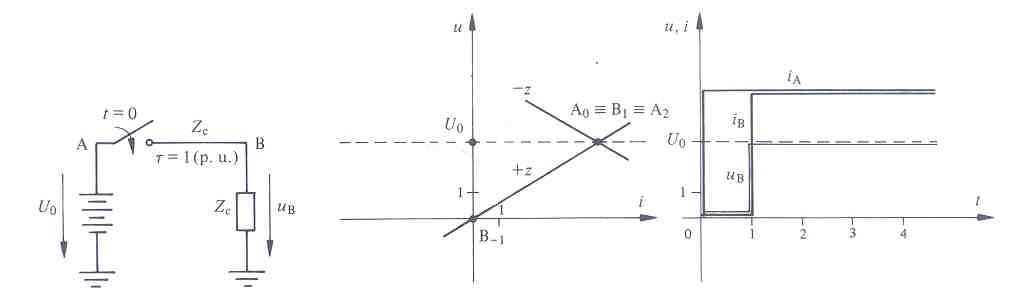 t = 0
A
Z_c
τ = 1 (p. u.)
B
U_0
Z_c
u_B
u
−z
A_0 ≡ B_1 ≡ A_2
U_0
+z
1
1
i
B_−1
u, i
i_A
i_B
U_0
u_B
1
t
0
1
2
3
4